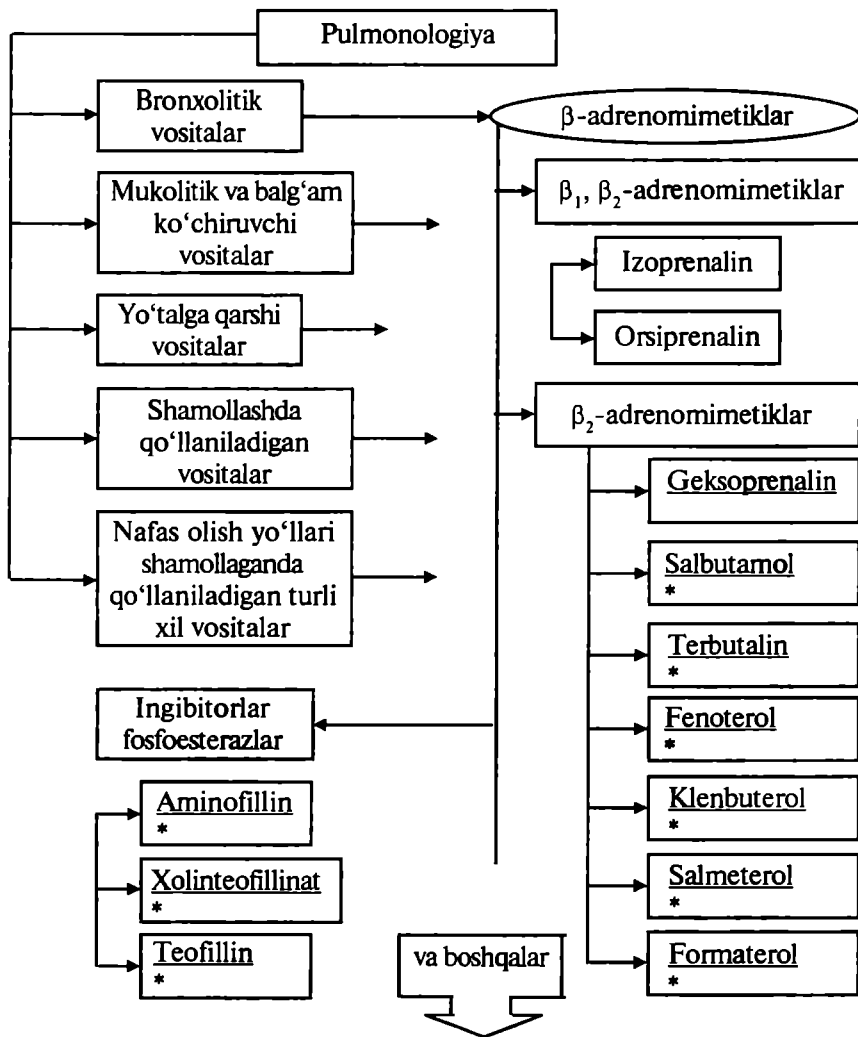 Pulmonologiya
Bronxolitik
vositalar
β-adrenomimetiklar
Mukolitik va balg‘am
ko‘chiruvchi
vositalar
β₁, β₂-adrenomimetiklar
Izoprenalin
Yo‘talga qarshi
vositalar
Orsiprenalin
Shamollashda
qo‘llaniladigan
vositalar
β₂-adrenomimetiklar
Nafas olish yo‘llari
shamollaganda
qo‘llaniladigan turli
xil vositalar
Geksoprenalin
Salbutamol
*
Terbutalin
*
Fenoterol
*
Klenbuterol
*
Salmeterol
*
Formaterol
*
Ingibitorlar
fosfoesterazlar
Aminofillin
*
Xolinteofillinat
*
Teofillin
*
va boshqalar